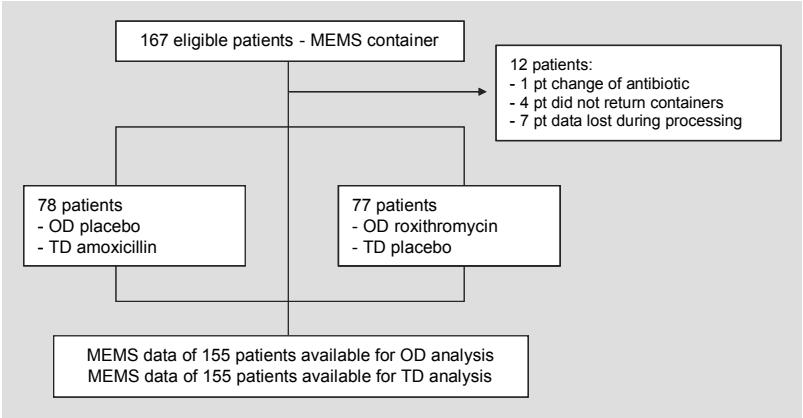 167 eligible patients - MEMS container
12 patients:
- 1 pt change of antibiotic
- 4 pt did not return containers
- 7 pt data lost during processing
78 patients
- OD placebo
- TD amoxicillin
77 patients
- OD roxithromycin
- TD placebo
MEMS data of 155 patients available for OD analysis
MEMS data of 155 patients available for TD analysis